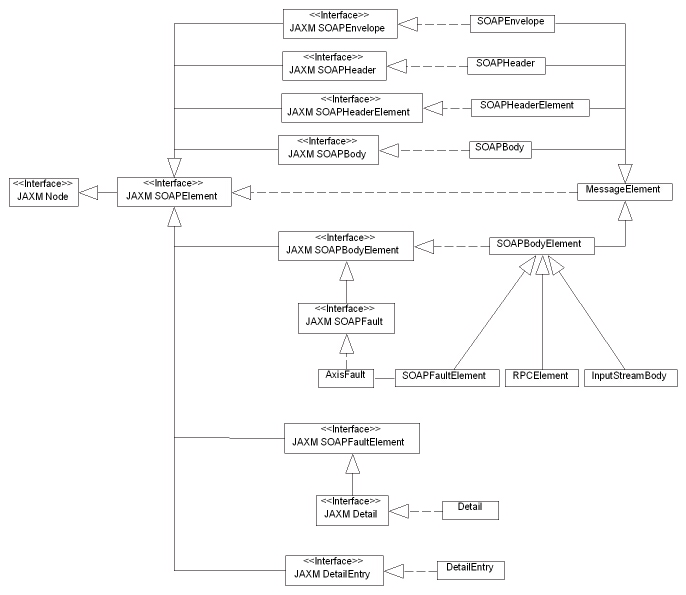 <<Interface>>
JAXM SOAPEnvelope
SOAPEnvelope
<<Interface>>
JAXM SOAPHeader
SOAPHeader
<<Interface>>
JAXM SOAPHeaderElement
SOAPHeaderElement
<<Interface>>
JAXM SOAPBody
SOAPBody
<<Interface>>
JAXM Node
<<Interface>>
JAXM SOAPElement
MessageElement
<<Interface>>
JAXM SOAPBodyElement
SOAPBodyElement
<<Interface>>
JAXM SOAPFault
AxisFault
SOAPFaultElement
RPCElement
InputStreamBody
<<Interface>>
JAXM SOAPFaultElement
<<Interface>>
JAXM Detail
Detail
<<Interface>>
JAXM DetailEntry
DetailEntry